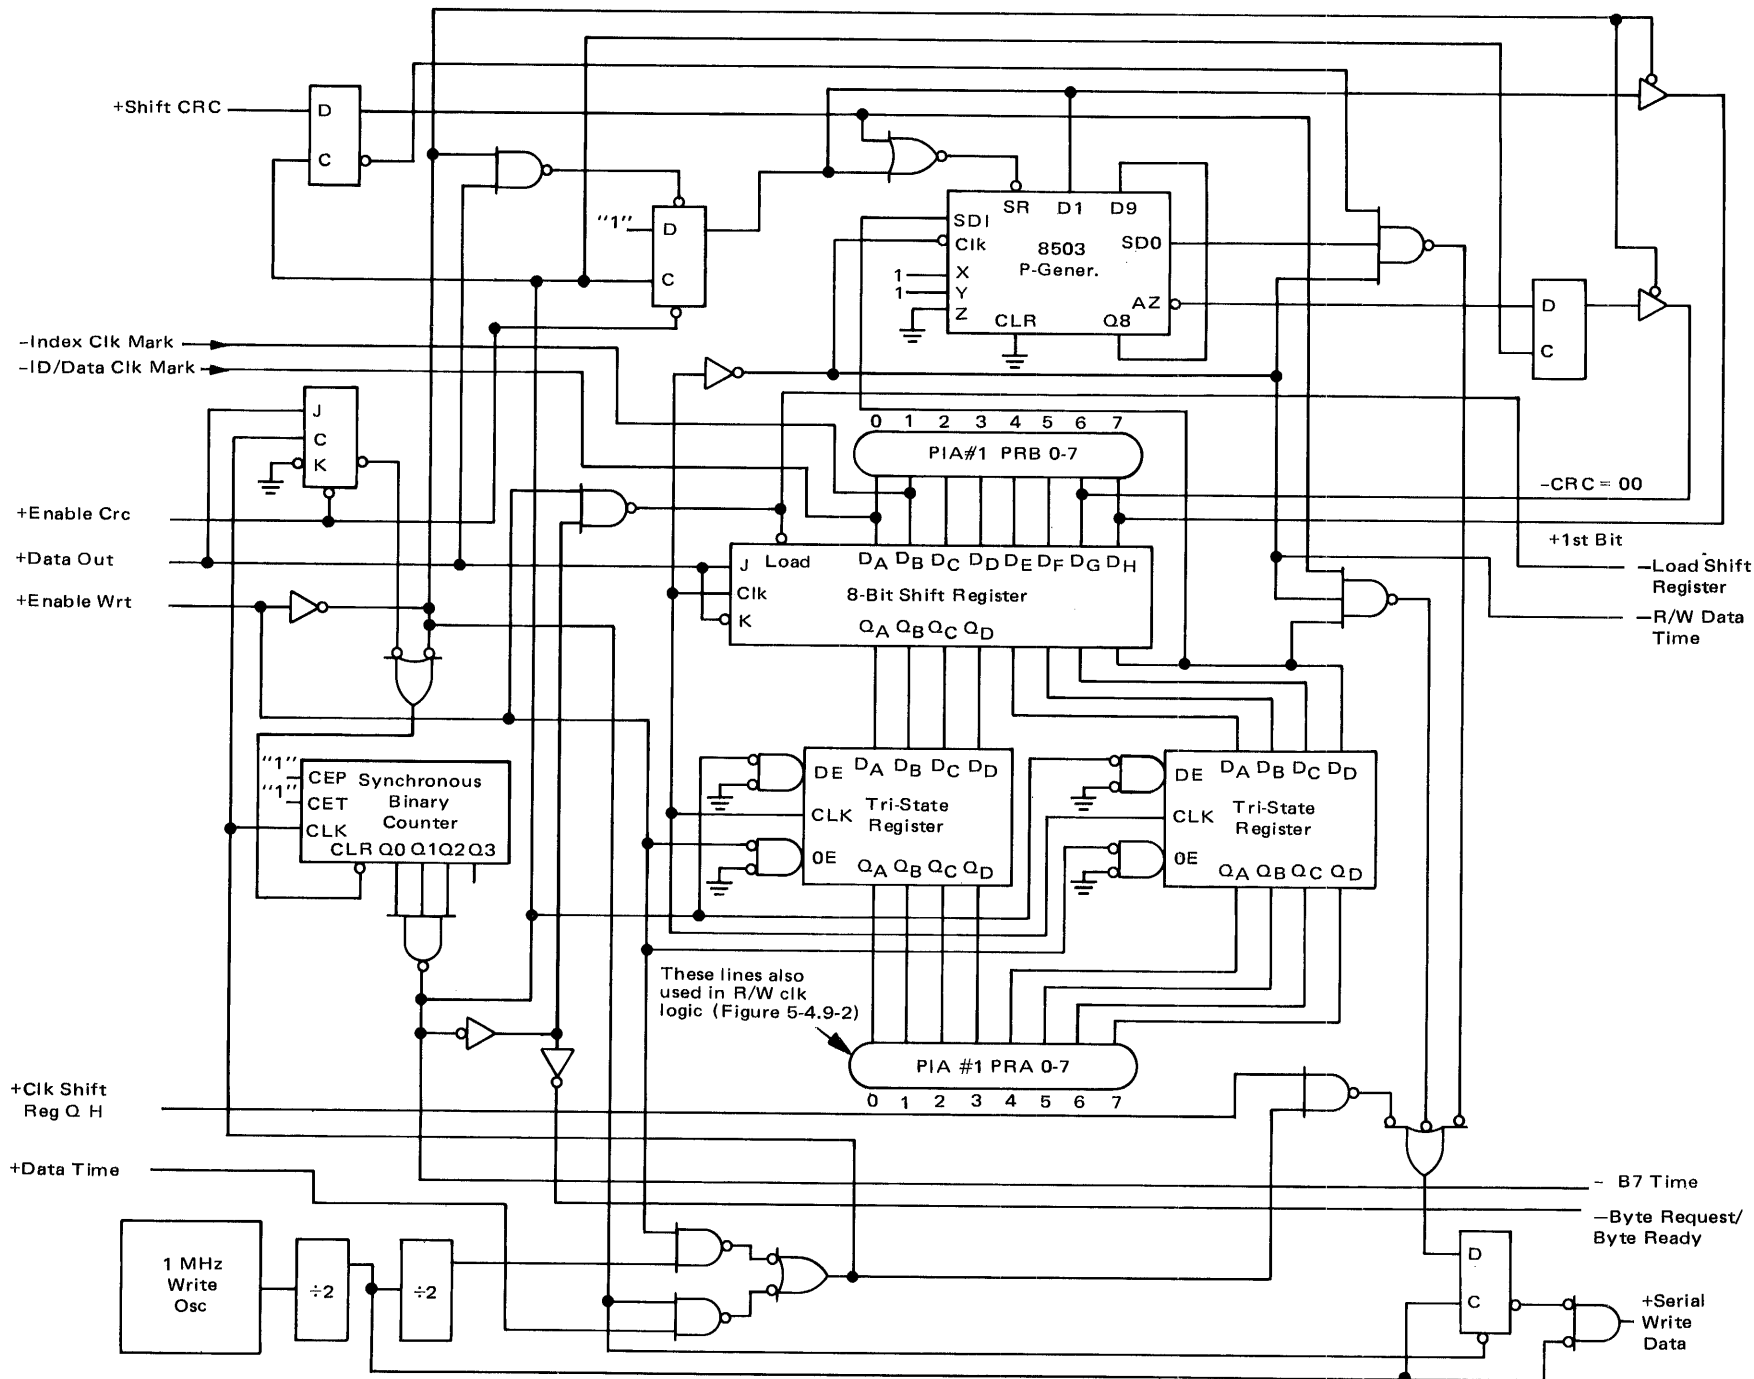 +Shift CRC
D
C
"1"
D
C
SR D1 D9
SDI
Clk
X
Y
Z
1
1
8503
P-Gener.
SD0
AZ
CLR Q8
D
C
−Index Clk Mark
−ID/Data Clk Mark
J
C
K
0 1 2 3 4 5 6 7
PIA#1 PRB 0-7
−CRC = 00
+1st Bit
+Enable Crc
+Data Out
+Enable Wrt
J Load DA DB DC DD DE DF DG DH
Clk
K
8-Bit Shift Register
QA QB QC QD
−Load Shift
Register
−R/W Data
Time
"1"
"1"
CEP
CET
CLK
Synchronous
Binary
Counter
CLR Q0 Q1 Q2 Q3
DE DA DB DC DD
CLK
Tri-State
Register
0E
QA QB QC QD
DE DA DB DC DD
CLK
Tri-State
Register
0E
QA QB QC QD
These lines also
used in R/W clk
logic (Figure 5-4.9-2)
PIA #1 PRA 0-7
0 1 2 3 4 5 6 7
+Clk Shift
Reg Q H
+Data Time
− B7 Time
−Byte Request/
Byte Ready
1 MHz
Write
Osc
÷2
÷2
D
C
+Serial
Write
Data